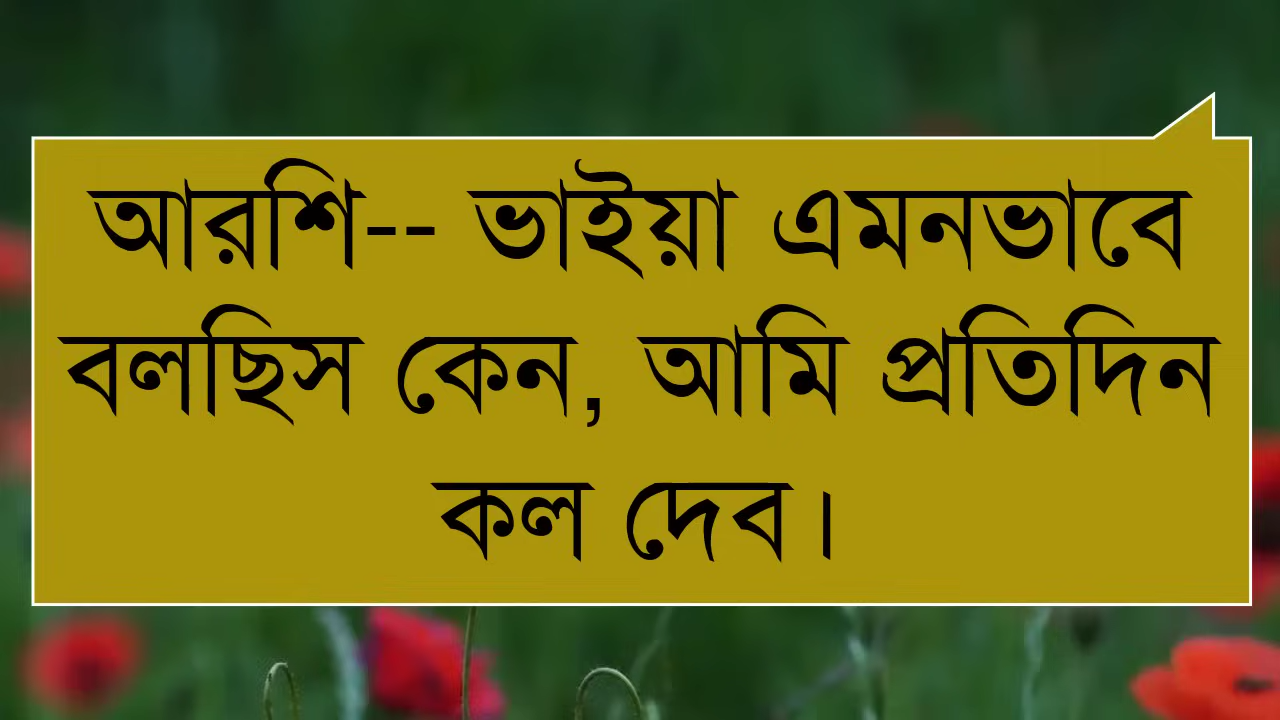 আরশি-- ভাইয়া এমনভাবে
বলছিস কেন, আমি প্রতিদিন
কল দেব।